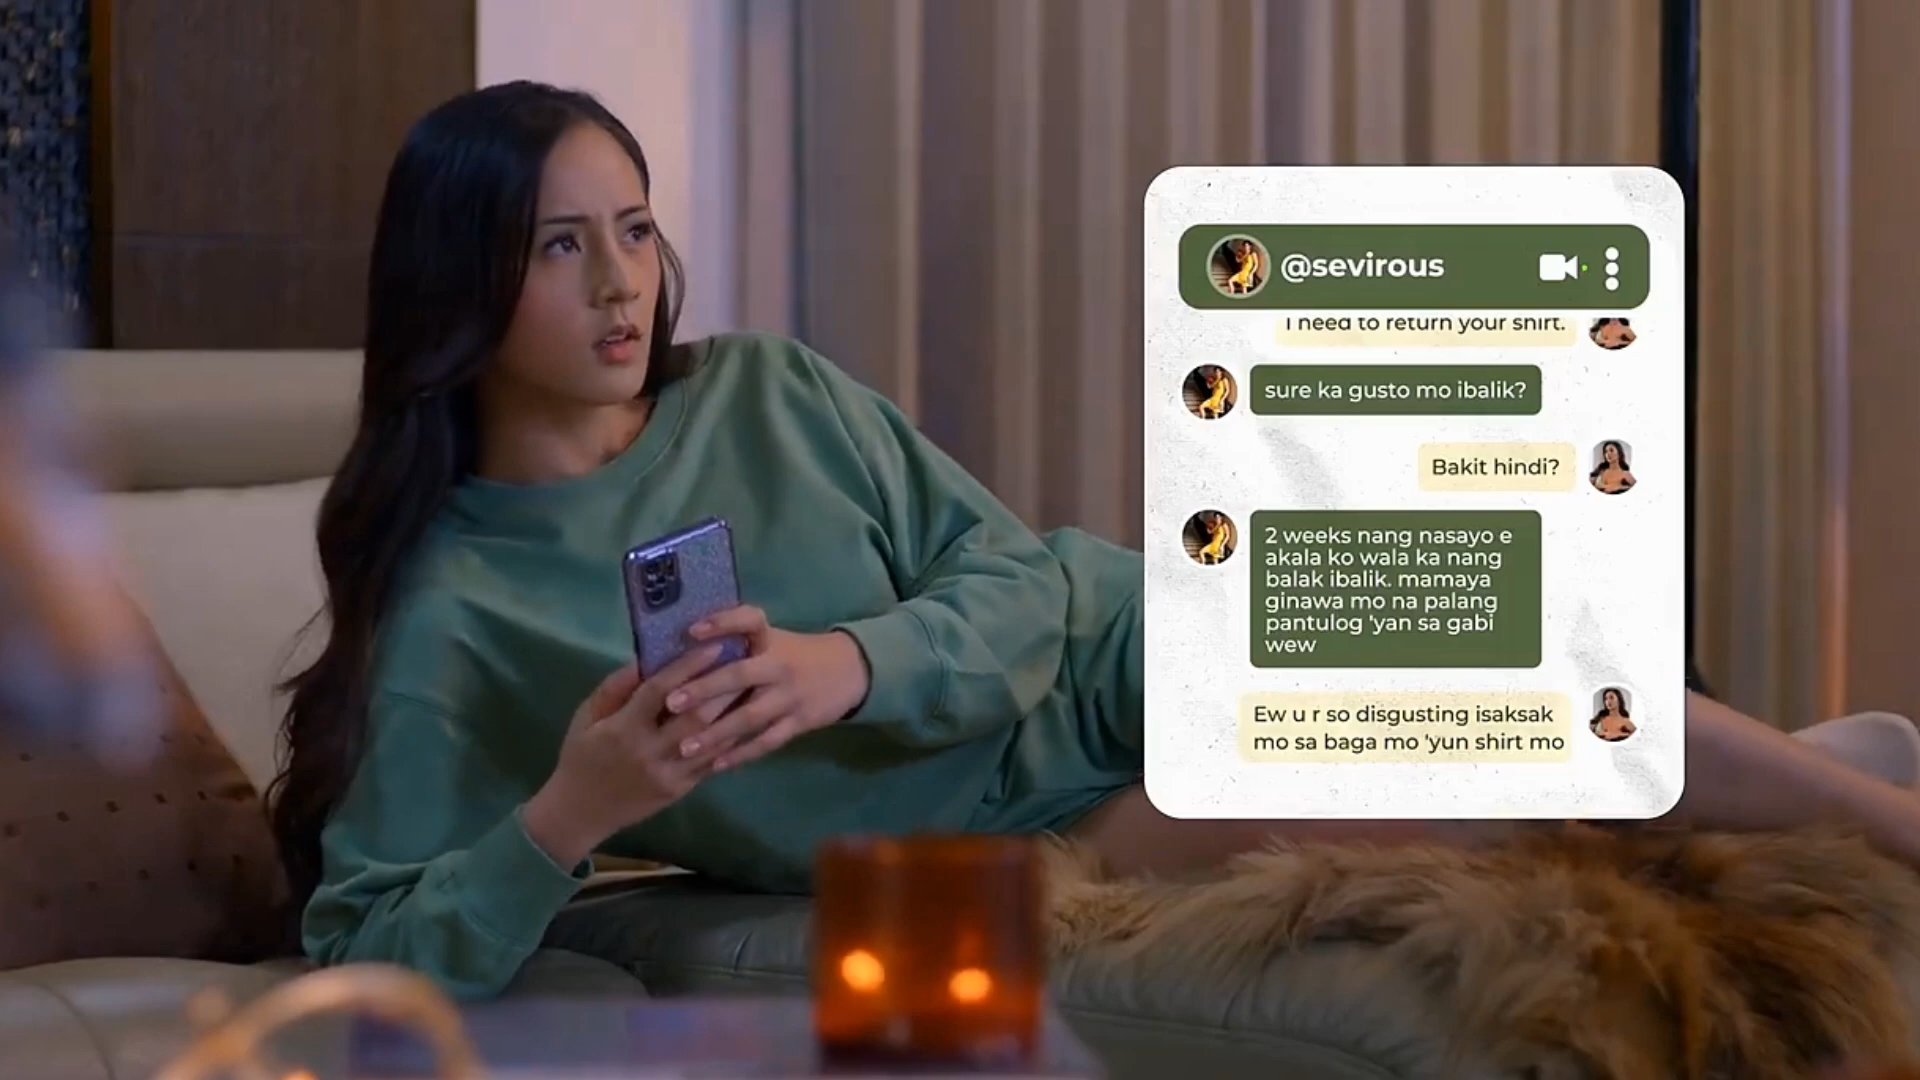 @sevirous
I need to return your shirt.
sure ka gusto mo ibalik?
Bakit hindi?
2 weeks nang nasayo e
akala ko wala ka nang
balak ibalik. mamaya
ginawa mo na palang
pantulog 'yan sa gabi
wew
Ew u r so disgusting isaksak
mo sa baga mo 'yun shirt mo